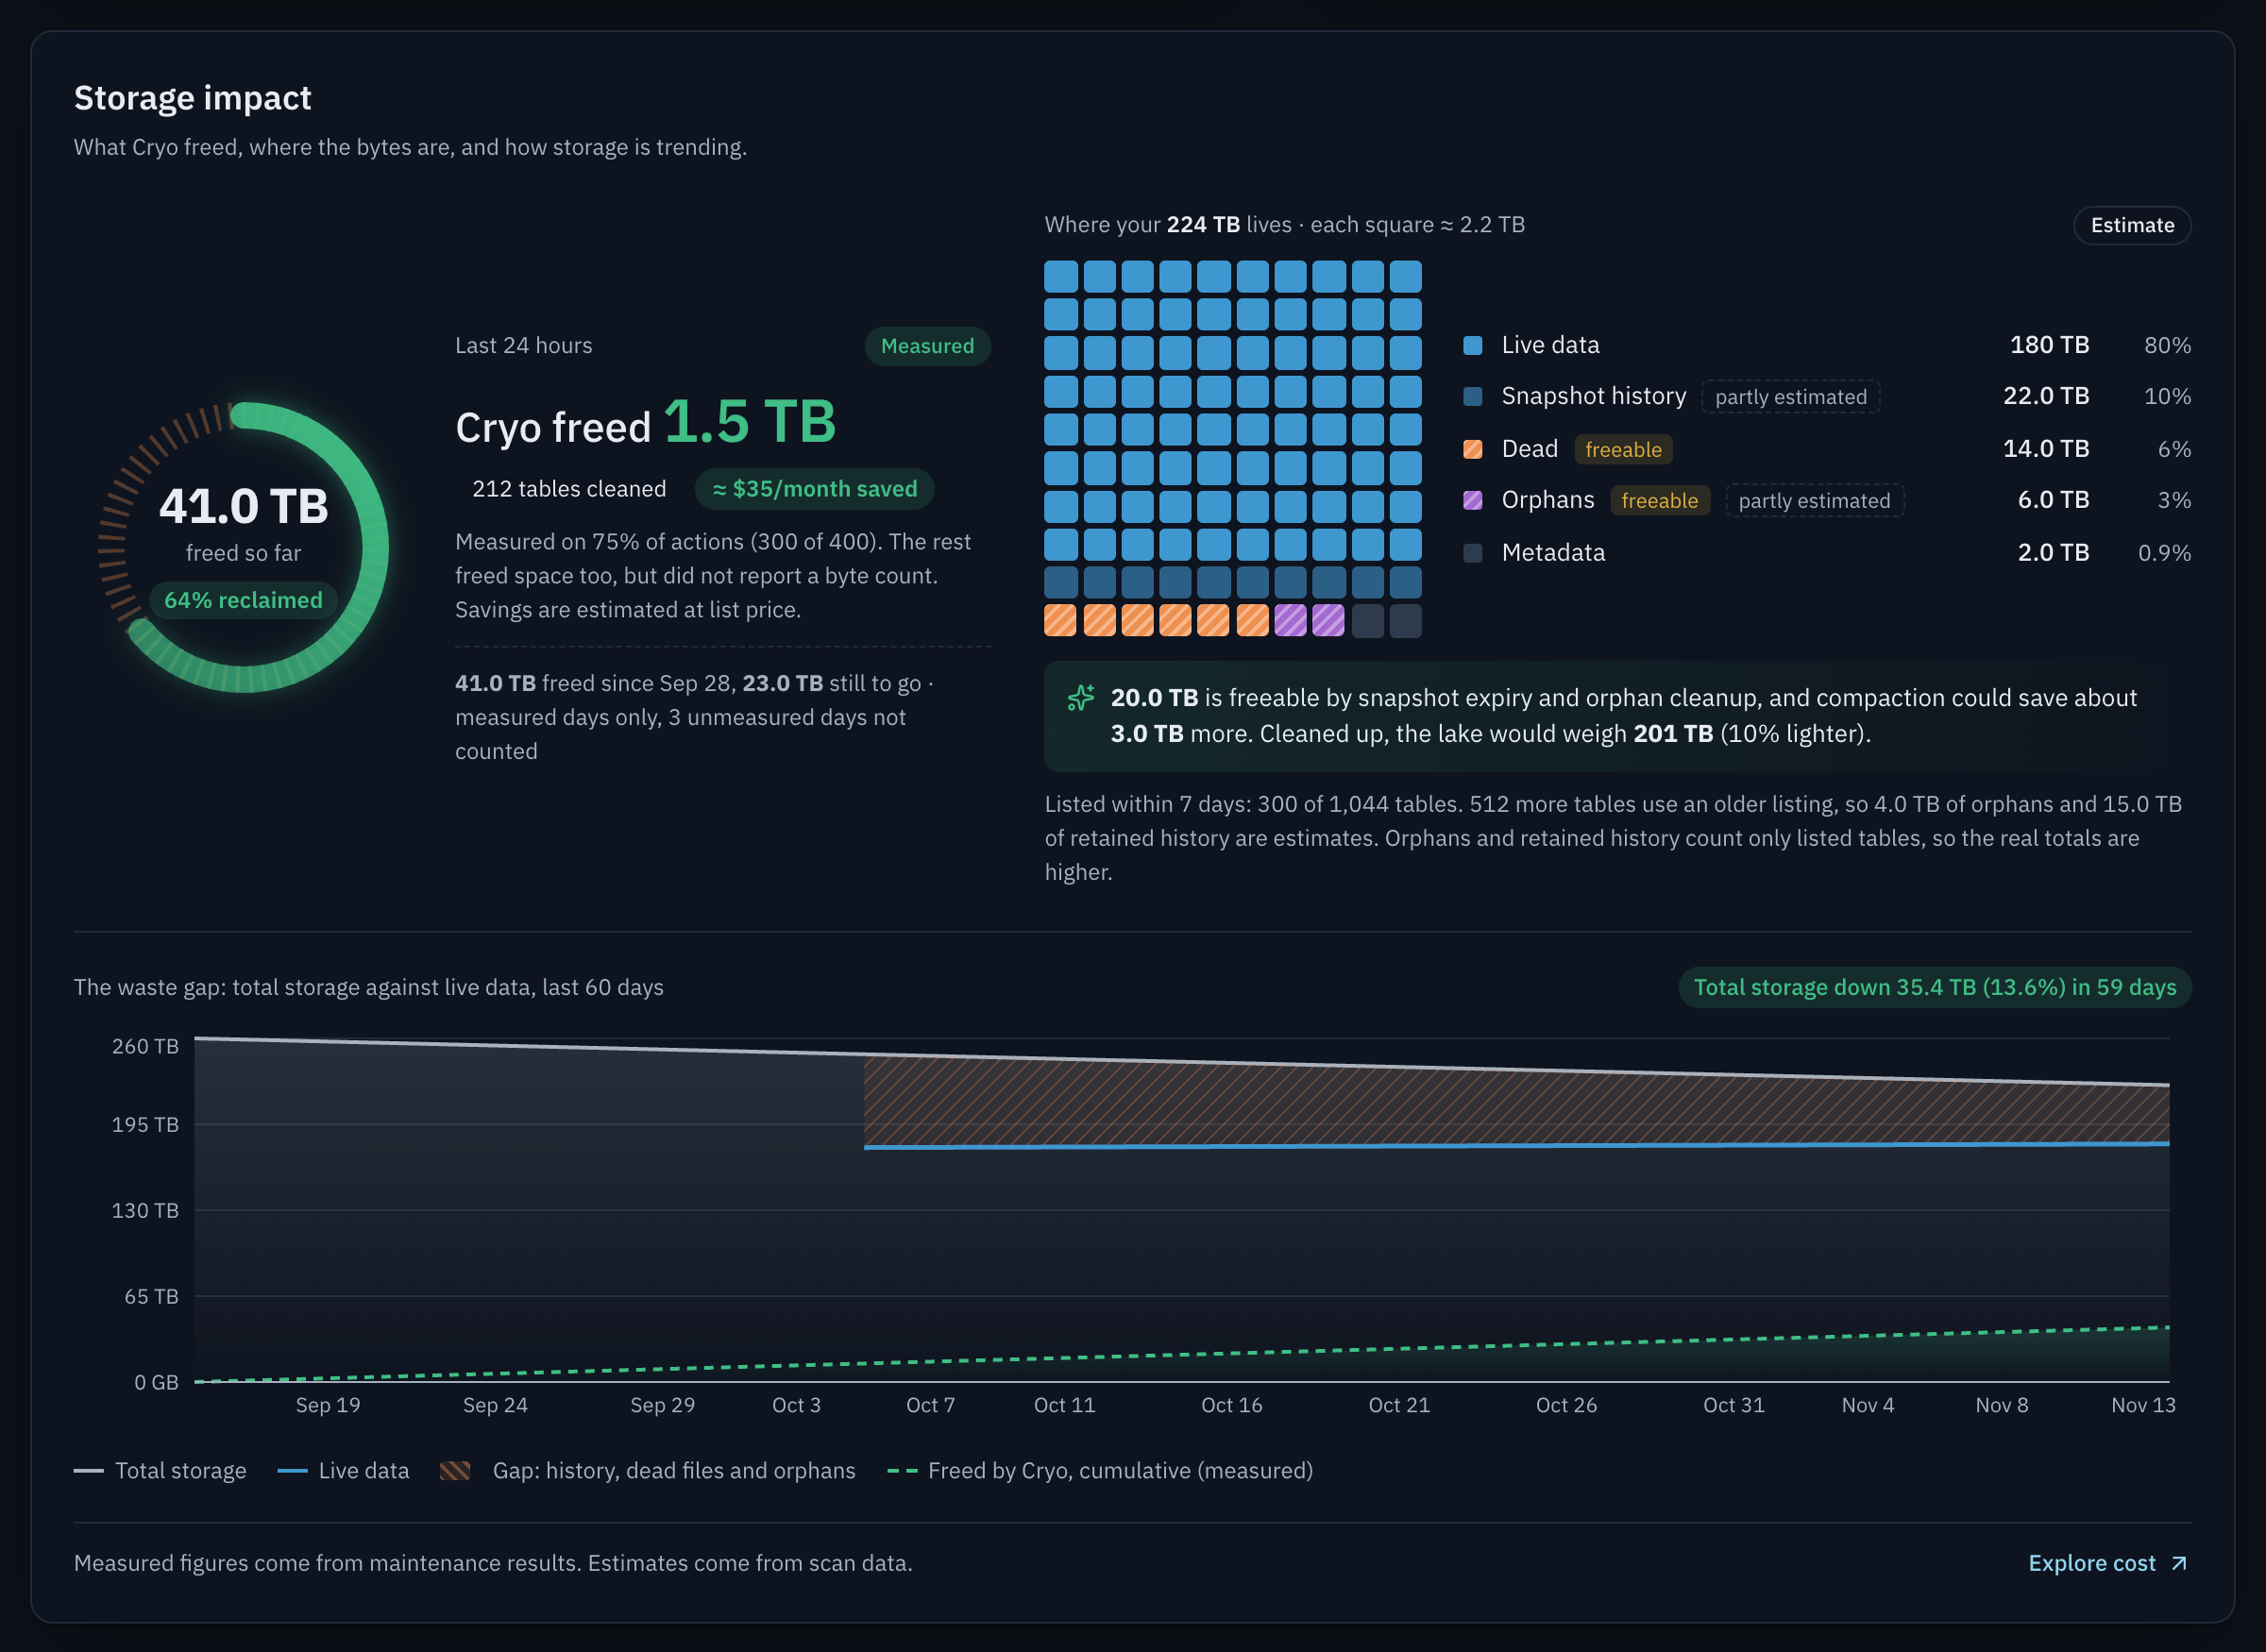 Storage impact
What Cryo freed, where the bytes are, and how storage is trending.
41.0 TB
freed so far
64% reclaimed
Last 24 hours
Measured
Cryo freed 1.5 TB
212 tables cleaned
≈ $35/month saved
Measured on 75% of actions (300 of 400). The rest
freed space too, but did not report a byte count.
Savings are estimated at list price.
41.0 TB freed since Sep 28, 23.0 TB still to go ·
measured days only, 3 unmeasured days not
counted
Where your 224 TB lives · each square ≈ 2.2 TB
Estimate
Live data 180 TB 80%
Snapshot history partly estimated 22.0 TB 10%
Dead freeable 14.0 TB 6%
Orphans freeable partly estimated 6.0 TB 3%
Metadata 2.0 TB 0.9%
20.0 TB is freeable by snapshot expiry and orphan cleanup, and compaction could save about
3.0 TB more. Cleaned up, the lake would weigh 201 TB (10% lighter).
Listed within 7 days: 300 of 1,044 tables. 512 more tables use an older listing, so 4.0 TB of orphans and 15.0 TB
of retained history are estimates. Orphans and retained history count only listed tables, so the real totals are
higher.
The waste gap: total storage against live data, last 60 days
Total storage down 35.4 TB (13.6%) in 59 days
260 TB
195 TB
130 TB
65 TB
0 GB
Sep 19 Sep 24 Sep 29 Oct 3 Oct 7 Oct 11 Oct 16 Oct 21 Oct 26 Oct 31 Nov 4 Nov 8 Nov 13
Total storage Live data Gap: history, dead files and orphans Freed by Cryo, cumulative (measured)
Measured figures come from maintenance results. Estimates come from scan data.
Explore cost